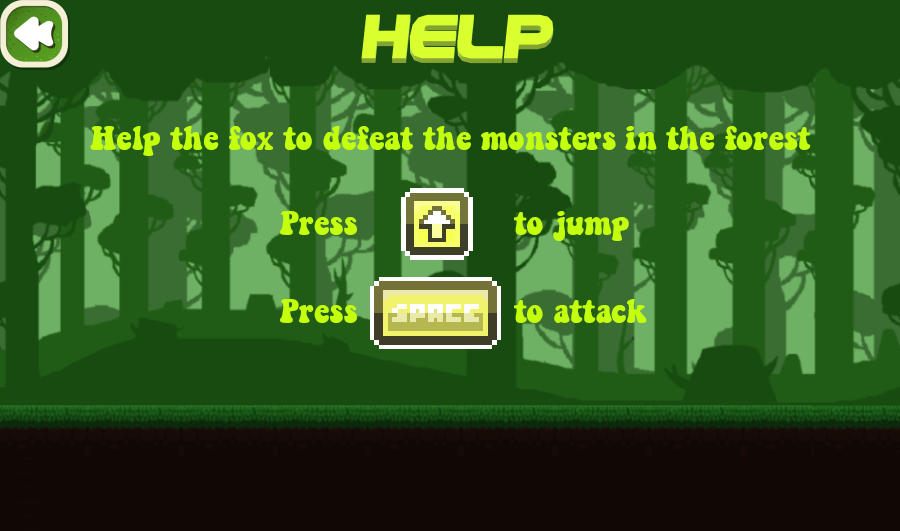 HELP
Help the fox to defeat the monsters in the forest
Press to jump
Press SPACE to attack